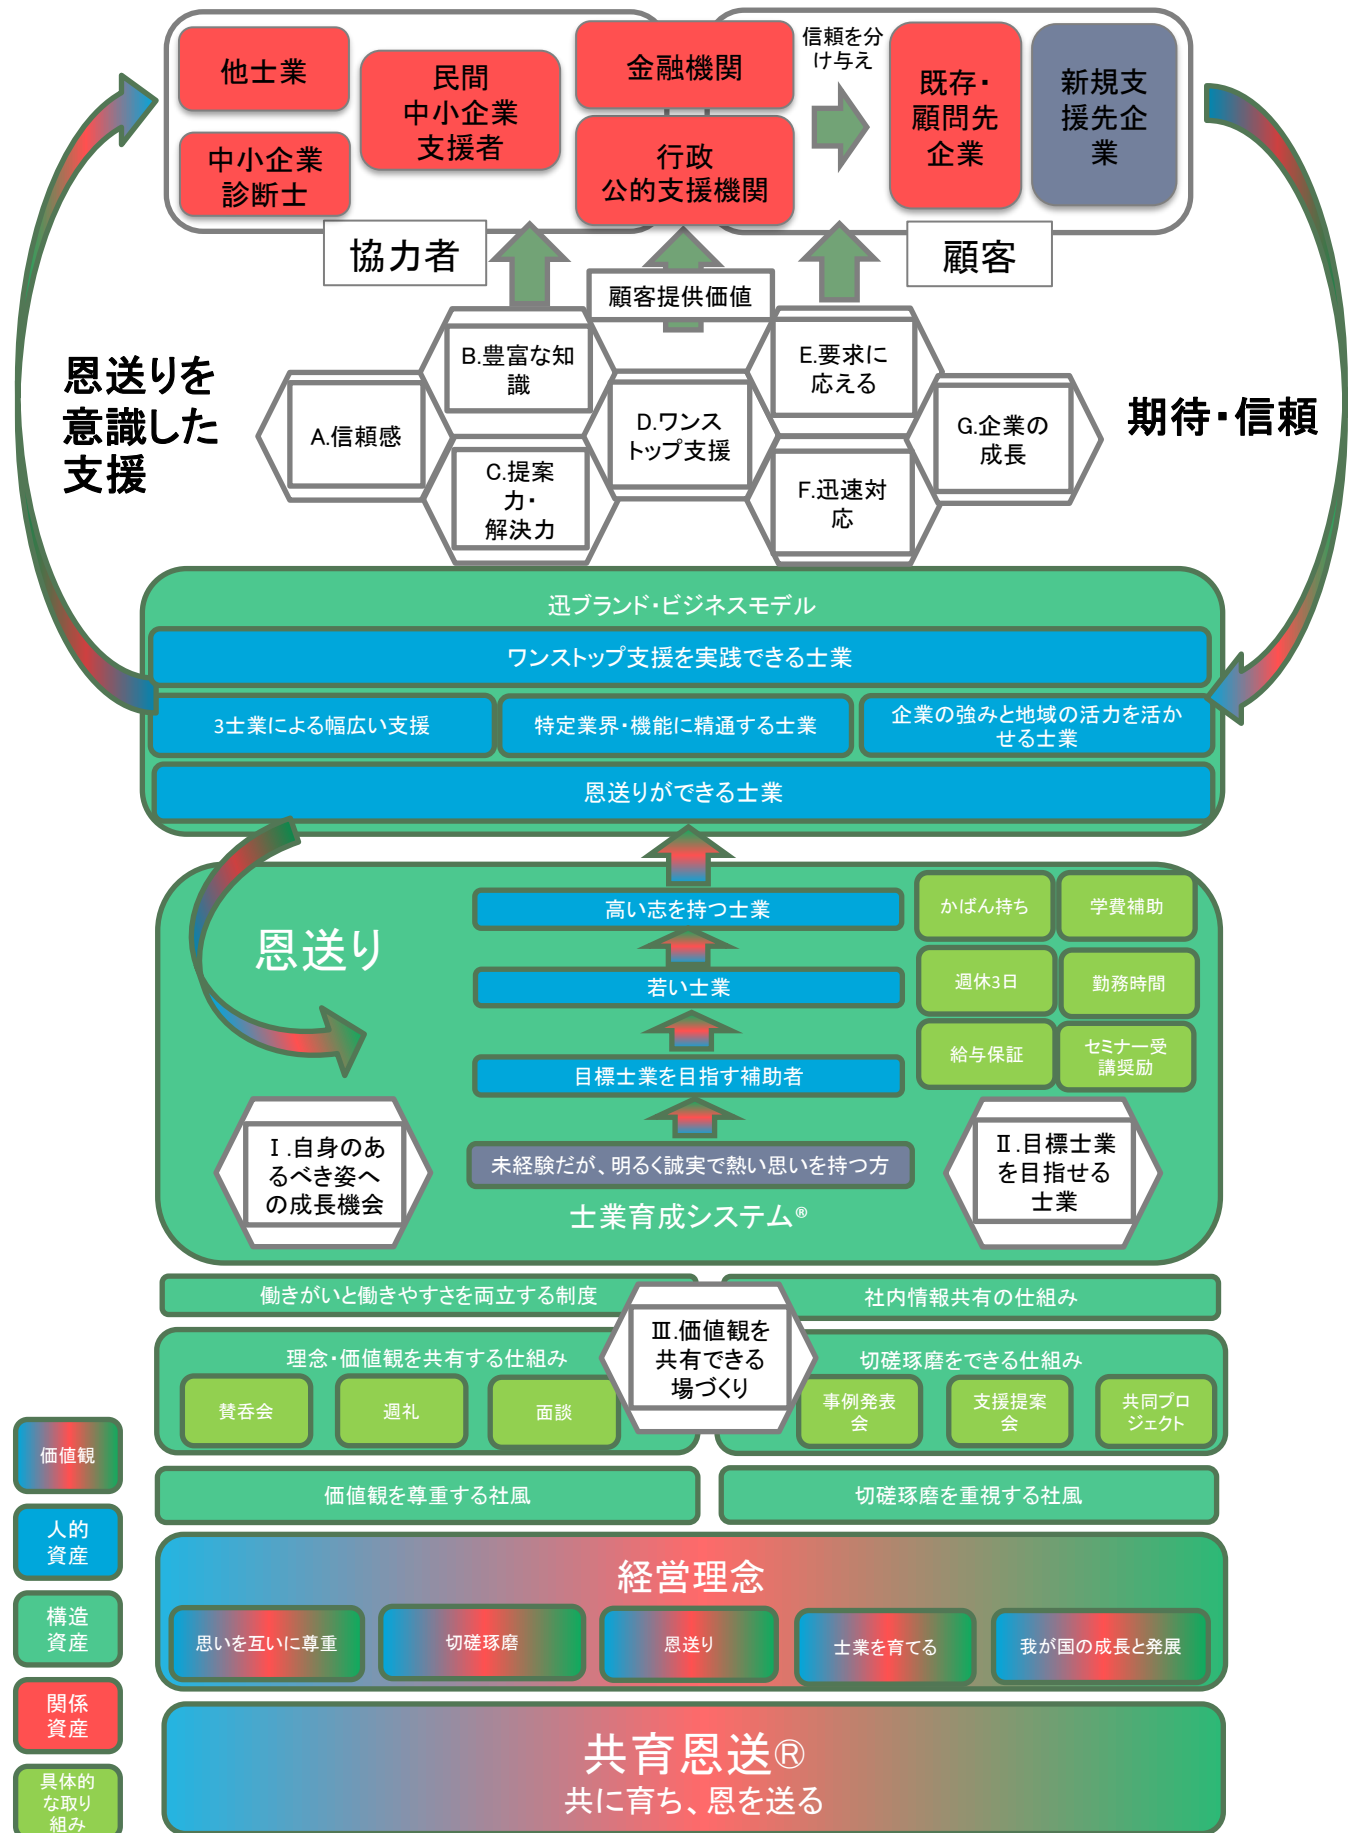 他士業
民間
中小企業
支援者
中小企業
診断士
金融機関
行政
公的支援機関
信頼を分
け与え
既存・
顧問先
企業
新規支
援先企
業
協力者
顧客
顧客提供価値
恩送りを
意識した
支援
期待・信頼
A.信頼感
B.豊富な知
識
C.提案
力・
解決力
D.ワンス
トップ支援
E.要求に
応える
F.迅速対
応
G.企業の
成長
迅ブランド・ビジネスモデル
ワンストップ支援を実践できる士業
3士業による幅広い支援
特定業界・機能に精通する士業
企業の強みと地域の活力を活か
せる士業
恩送りができる士業
恩送り
高い志を持つ士業
若い士業
目標士業を目指す補助者
未経験だが、明るく誠実で熱い思いを持つ方
士業育成システム®
かばん持ち
学費補助
週休3日
勤務時間
給与保証
セミナー受
講奨励
Ⅰ.自身のあ
るべき姿へ
の成長機会
Ⅱ.目標士業
を目指せる
士業
働きがいと働きやすさを両立する制度
社内情報共有の仕組み
Ⅲ.価値観を
共有できる
場づくり
理念・価値観を共有する仕組み
賛吞会
週礼
面談
切磋琢磨をできる仕組み
事例発表
会
支援提案
会
共同プロ
ジェクト
価値観を尊重する社風
切磋琢磨を重視する社風
経営理念
思いを互いに尊重
切磋琢磨
恩送り
士業を育てる
我が国の成長と発展
共育恩送®
共に育ち、恩を送る
価値観
人的
資産
構造
資産
関係
資産
具体的
な取り
組み